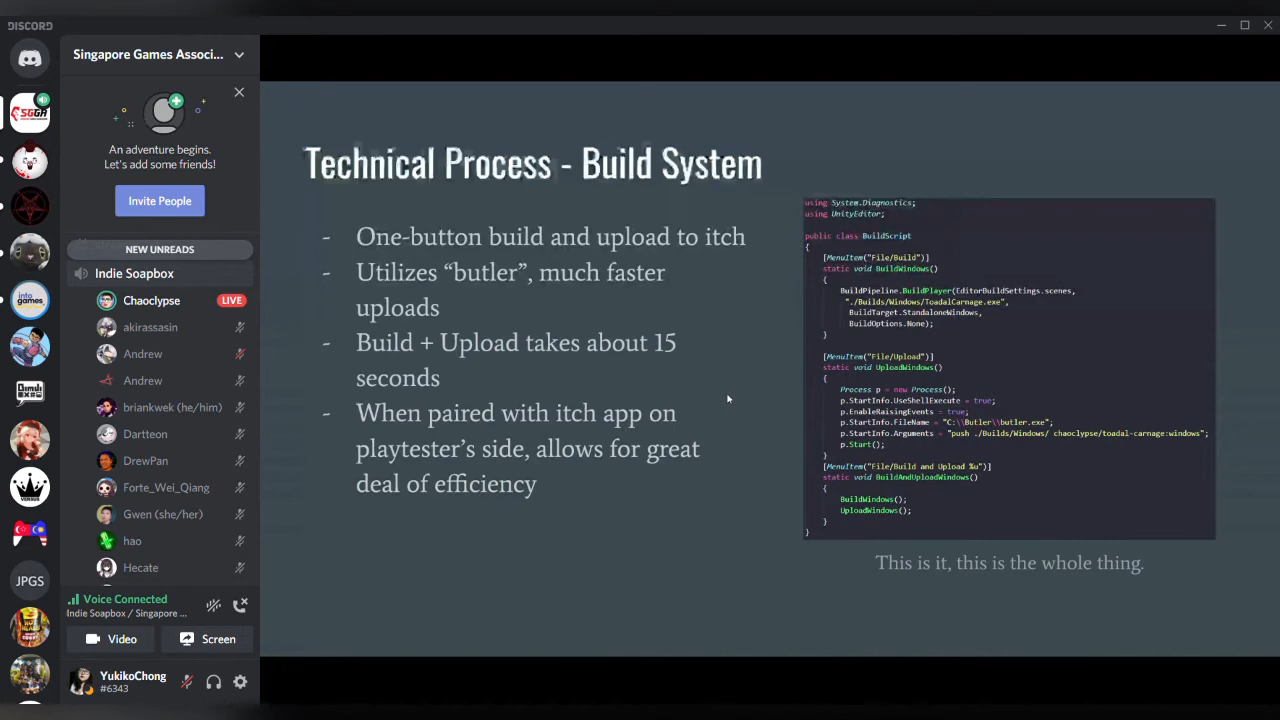 DISCORD
Singapore Games Associ...
An adventure begins.
Let's add some friends!
Invite People
NEW UNREADS
Indie Soapbox
Chaoclypse
LIVE
akirassasin
Andrew
Andrew
briankwek (he/him)
Dartteon
DrewPan
Forte_Wei_Qiang
Gwen (she/her)
hao
Hecate
Voice Connected
Indie Soapbox / Singapore ...
Video
Screen
YukikoChong
#6343
SGGA
into games
VERSUS
JPGS
Technical Process - Build System
- One-button build and upload to itch
- Utilizes “butler”, much faster
uploads
- Build + Upload takes about 15
seconds
- When paired with itch app on
playtester’s side, allows for great
deal of efficiency
using System.Diagnostics;
using UnityEditor;
public class BuildScript
{
[MenuItem("File/Build")]
static void BuildWindows()
{
BuildPipeline.BuildPlayer(EditorBuildSettings.scenes,
"./Builds/Windows/ToadalCarnage.exe",
BuildTarget.StandaloneWindows,
BuildOptions.None);
}
[MenuItem("File/Upload")]
static void UploadWindows()
{
Process p = new Process();
p.StartInfo.UseShellExecute = true;
p.EnableRaisingEvents = true;
p.StartInfo.FileName = "C:\\Butler\\butler.exe";
p.StartInfo.Arguments = "push ./Builds/Windows/ chaoclypse/toadal-carnage:windows";
p.Start();
}
[MenuItem("File/Build and Upload %u")]
static void BuildAndUploadWindows()
{
BuildWindows();
UploadWindows();
}
}
This is it, this is the whole thing.